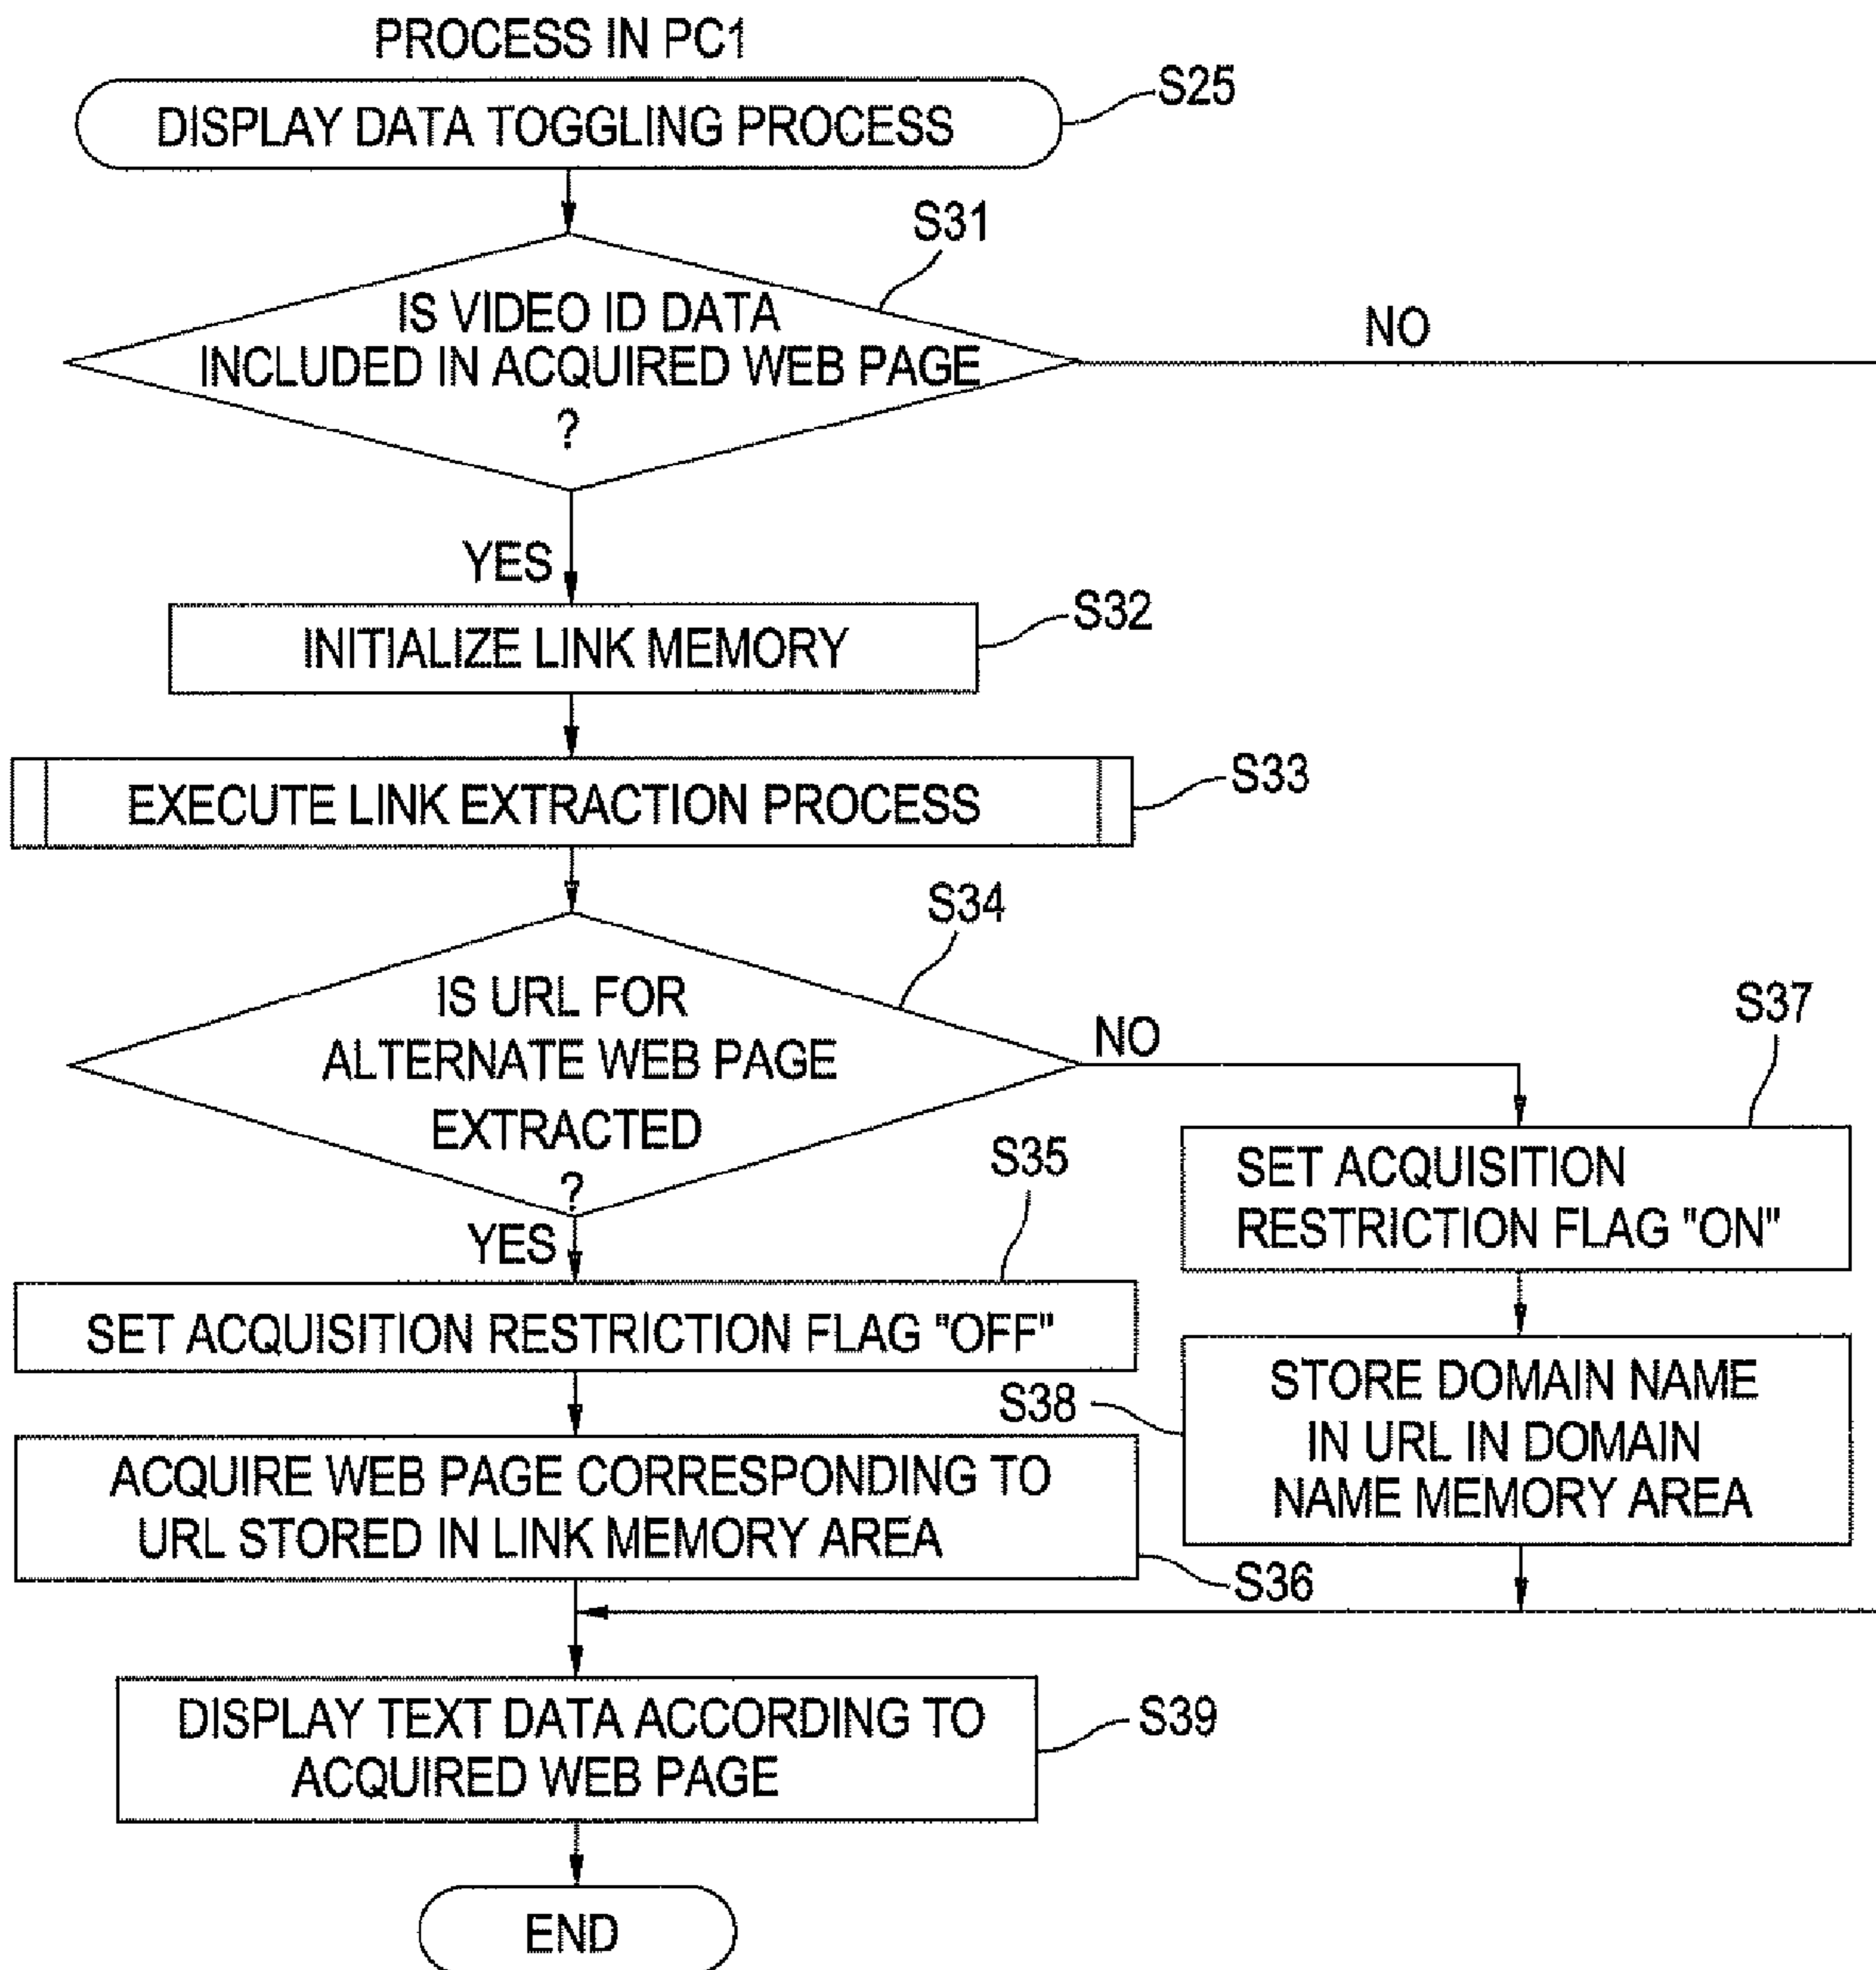 PROCESS IN PC1
DISPLAY DATA TOGGLING PROCESS
S25
S31
IS VIDEO ID DATA
INCLUDED IN ACQUIRED WEB PAGE
?
NO
YES
S32
INITIALIZE LINK MEMORY
S33
EXECUTE LINK EXTRACTION PROCESS
S34
IS URL FOR
ALTERNATE WEB PAGE
EXTRACTED
?
NO
S37
YES
S35
SET ACQUISITION
RESTRICTION FLAG "ON"
SET ACQUISITION RESTRICTION FLAG "OFF"
S38
STORE DOMAIN NAME
IN URL IN DOMAIN
NAME MEMORY AREA
ACQUIRE WEB PAGE CORRESPONDING TO
URL STORED IN LINK MEMORY AREA
S36
DISPLAY TEXT DATA ACCORDING TO
ACQUIRED WEB PAGE
S39
END